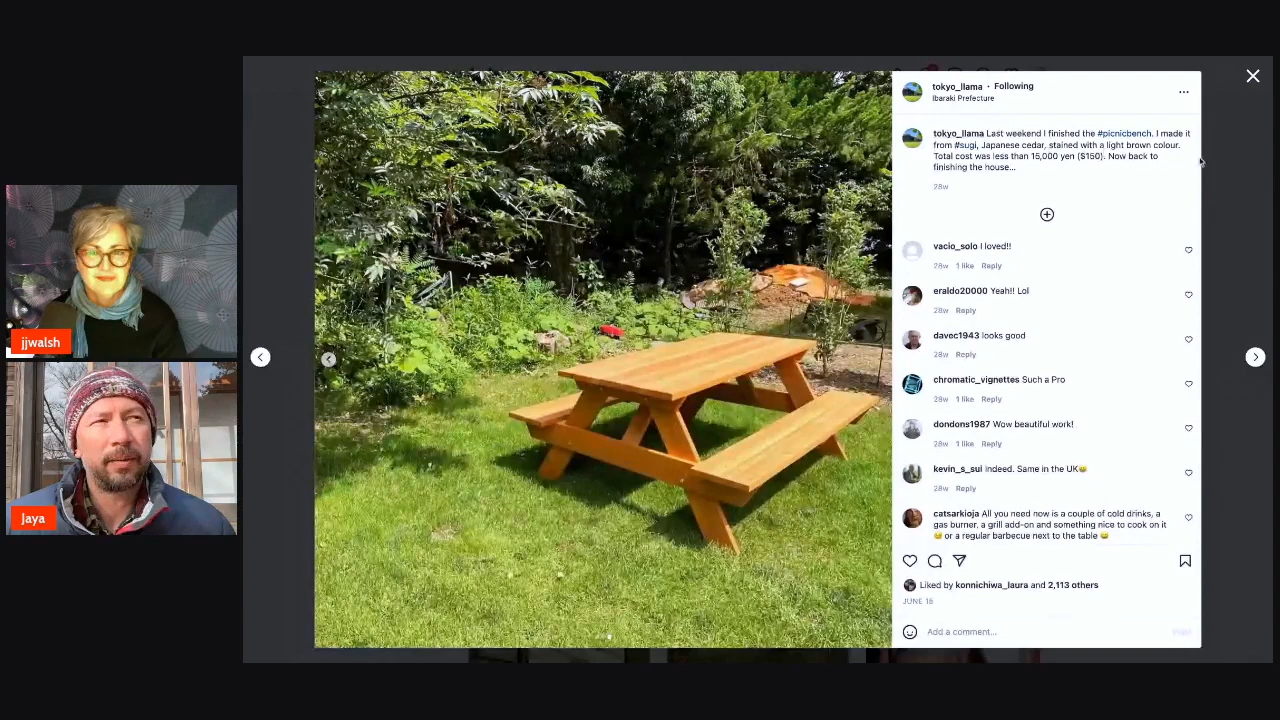 jjwalsh
Jaya
tokyo_llama • Following
Ibaraki Prefecture
tokyo_llama Last weekend I finished the #picnicbench. I made it
from #sugi, Japanese cedar, stained with a light brown colour.
Total cost was less than 15,000 yen ($150). Now back to
finishing the house...
28w
vacio_solo I loved!!
28w 1 like Reply
eraldo20000 Yeah!! Lol
28w Reply
davec1943 looks good
28w Reply
chromatic_vignettes Such a Pro
28w 1 like Reply
dondons1987 Wow beautiful work!
28w 1 like Reply
kevin_s_sui indeed. Same in the UK😅
28w Reply
catsarkioja All you need now is a couple of cold drinks, a
gas burner, a grill add-on and something nice to cook on it
😊 or a regular barbecue next to the table 😅
Liked by konnichiwa_laura and 2,113 others
JUNE 15
Add a comment...
Post